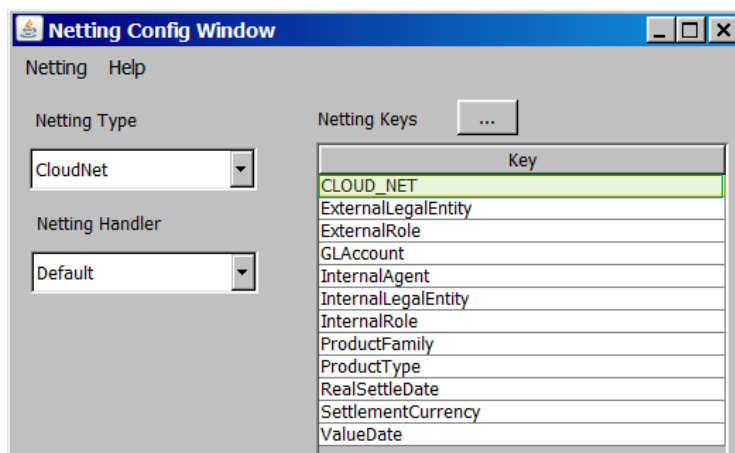 Netting Config Window
Netting Help
Netting Type
CloudNet
Netting Handler
Default
Netting Keys ...
Key
CLOUD_NET
ExternalLegalEntity
ExternalRole
GLAccount
InternalAgent
InternalLegalEntity
InternalRole
ProductFamily
ProductType
RealSettleDate
SettlementCurrency
ValueDate